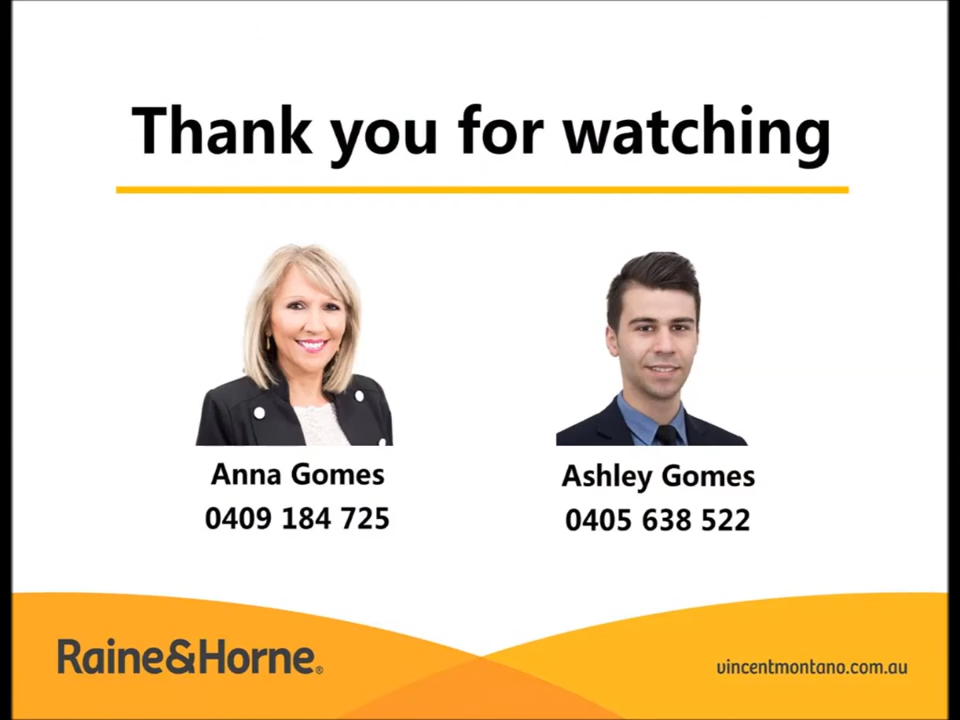 Thank you for watching
Anna Gomes
0409 184 725
Ashley Gomes
0405 638 522
Raine&Horne®
vincentmontano.com.au